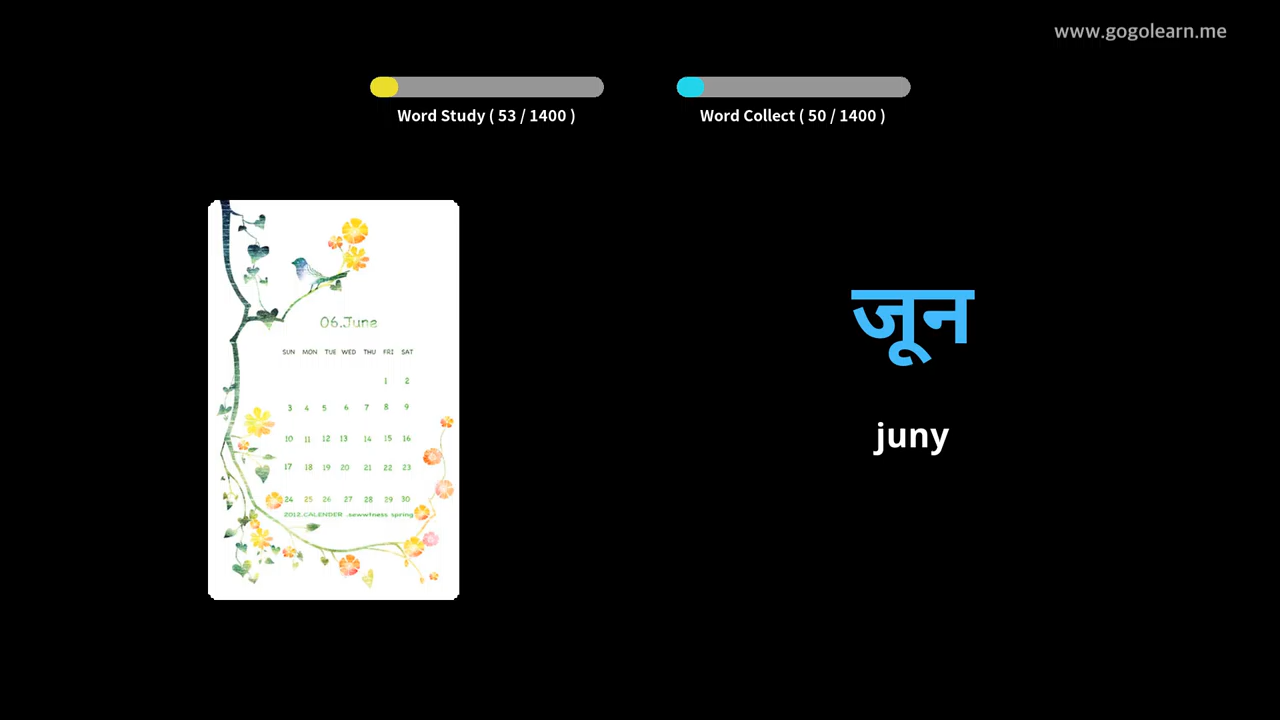 www.gogolearn.me
Word Study ( 53 / 1400 )
Word Collect ( 50 / 1400 )
06.June
SUN MON TUE WED THU FRI SAT
1 2
3 4 5 6 7 8 9
10 11 12 13 14 15 16
17 18 19 20 21 22 23
24 25 26 27 28 29 30
2012.CALENDER .sewwtness spring
जून
juny